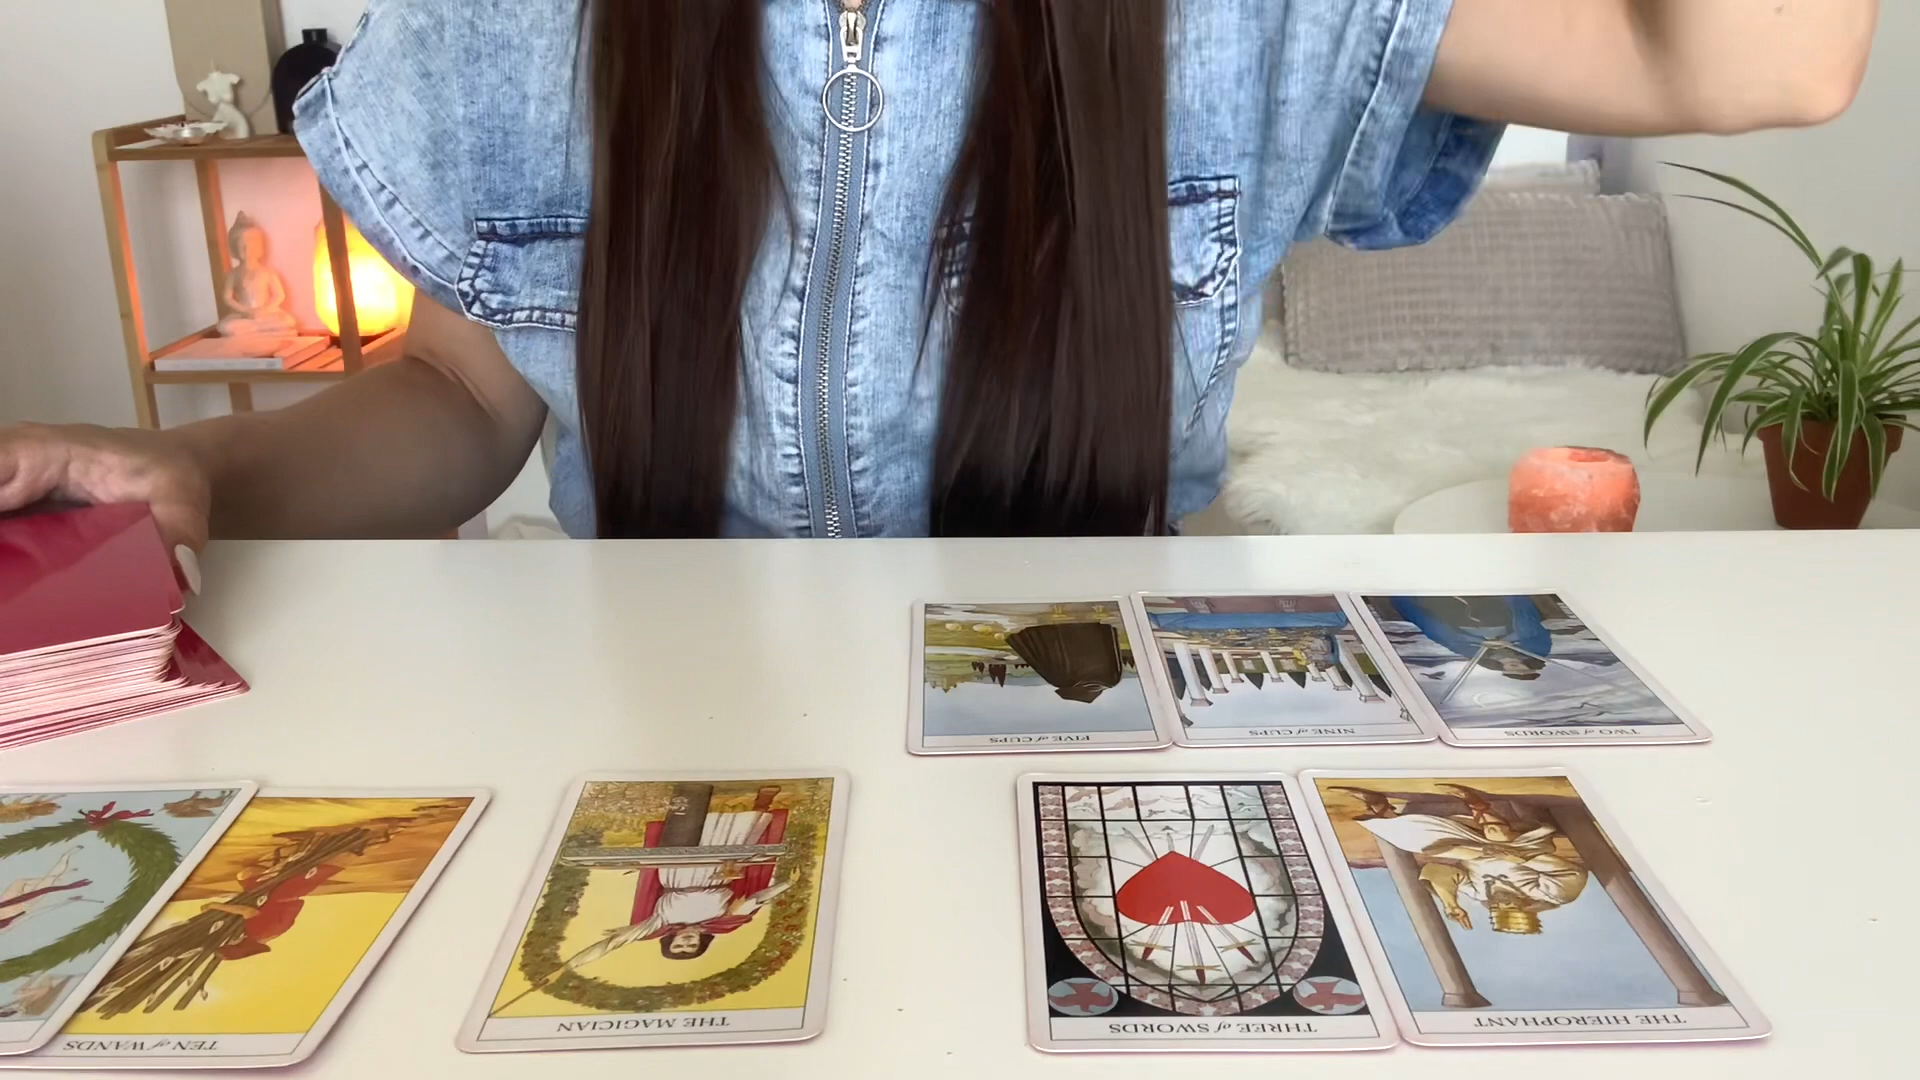 FIVE of CUPS
NINE of CUPS
TWO of SWORDS
TEN of WANDS
THE MAGICIAN
THREE of SWORDS
THE HIEROPHANT